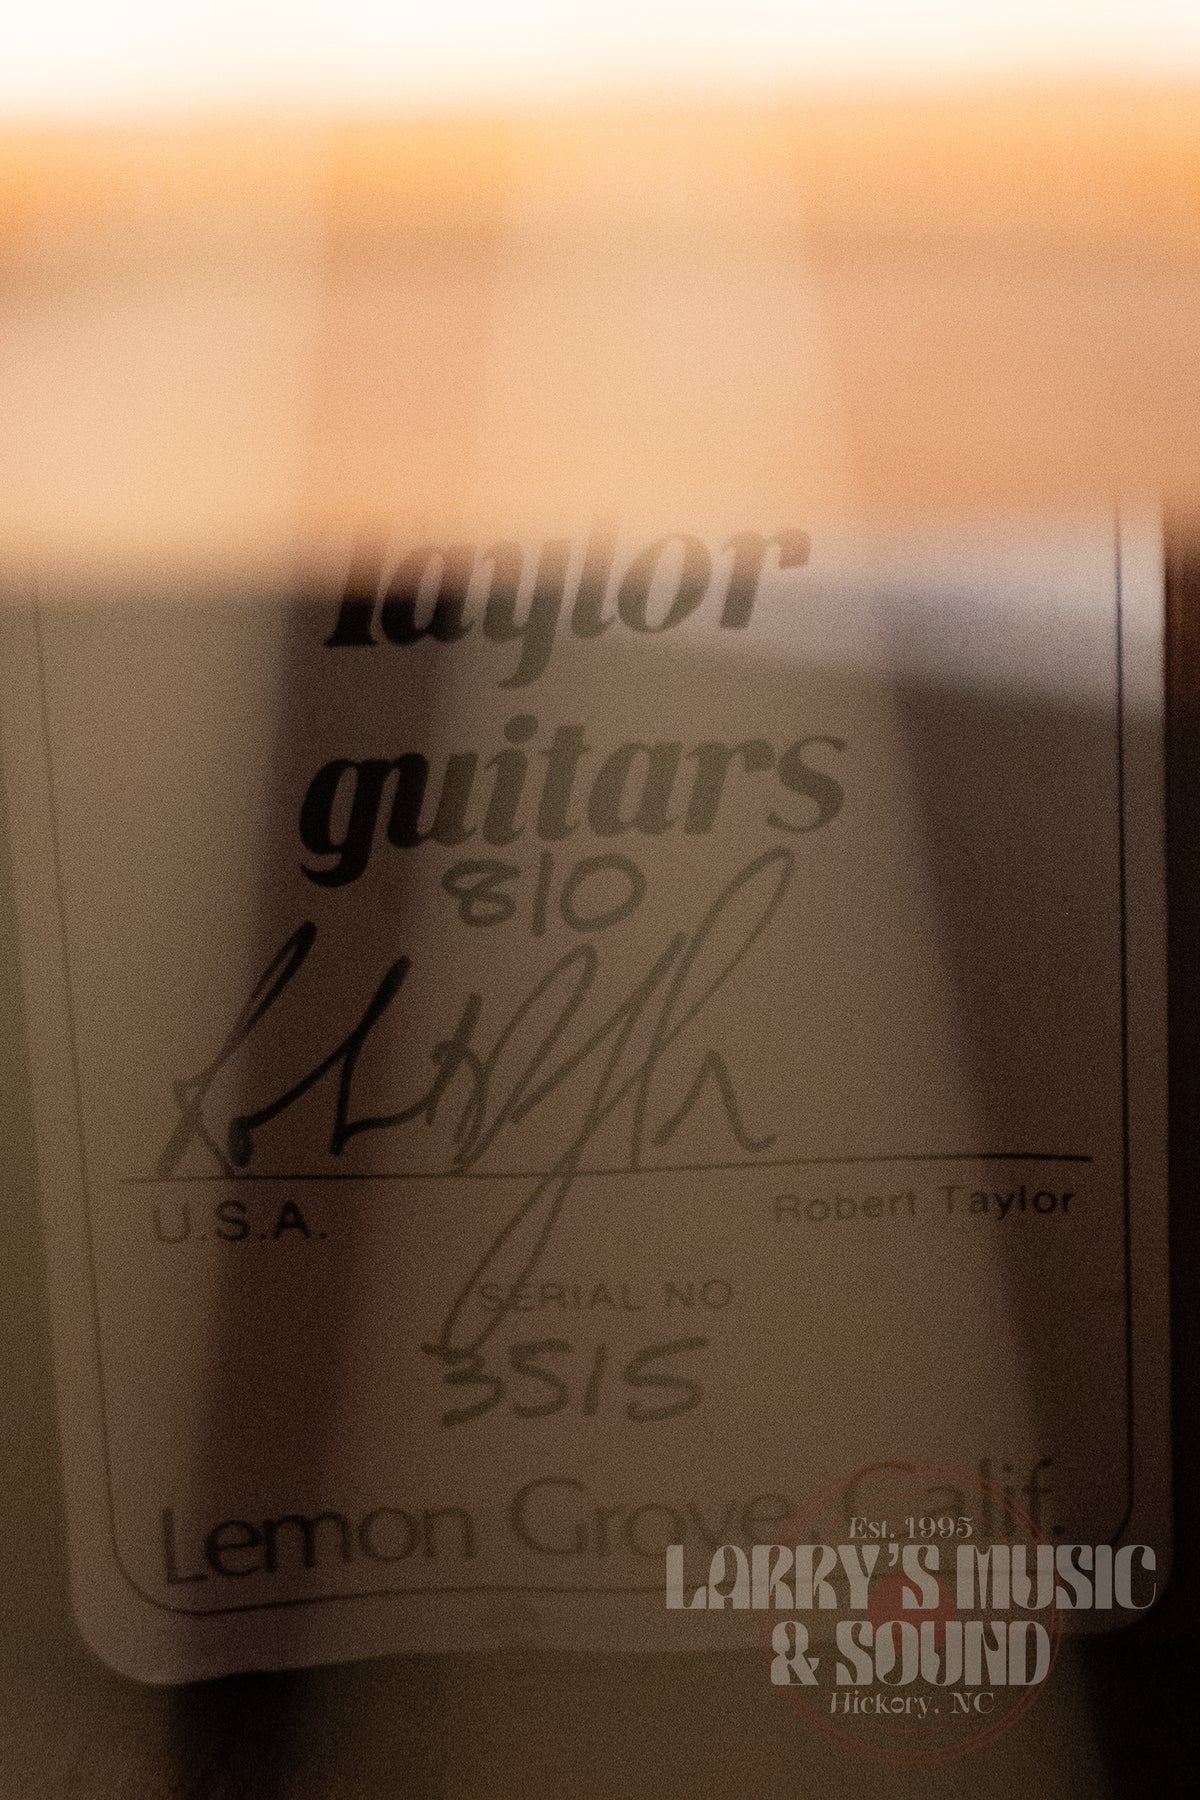 Taylor
guitars
810
U.S.A.
Robert Taylor
SERIAL NO
3515
Lemon Grove, Calif.
Est. 1995
LARRY'S MUSIC
& SOUND
Hickory, NC